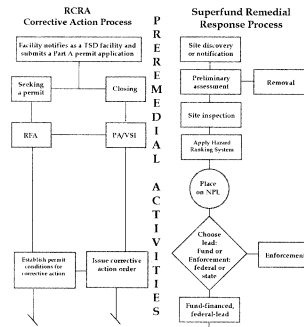 RCRA
Corrective Action Process
Facility notifies as a TSD facility and
submits a Part A permit application
Seeking
a permit
Closing
RFA
PA/VSI
Establish permit
conditions for
corrective action
Issue corrective
action order
PREREMEDIAL ACTIVITIES
Superfund Remedial
Response Process
Site discovery
or notification
Preliminary
assessment
Removal
Site inspection
Apply Hazard
Ranking System
Place
on NPL
Choose
lead:
Fund or
Enforcement:
federal or
state
Enforcement
Fund-financed,
federal-lead